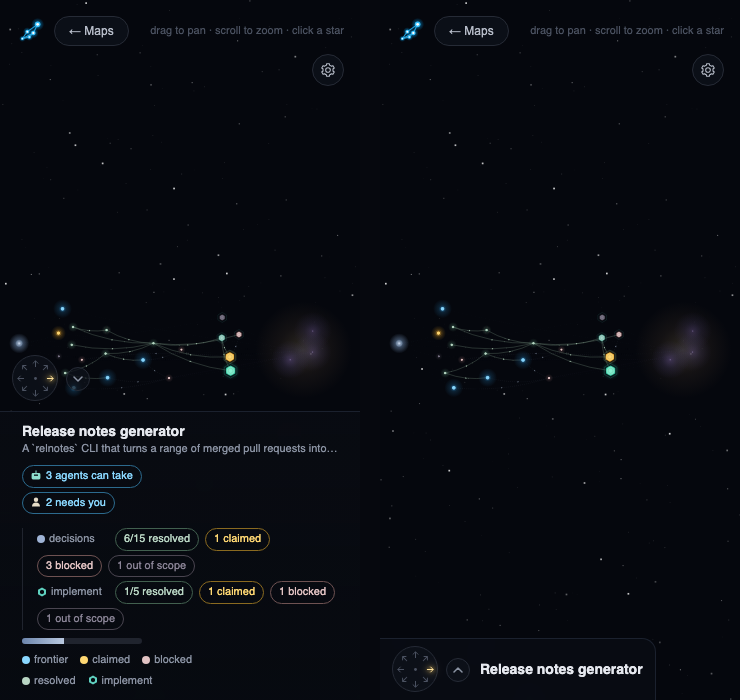 ← Maps
drag to pan · scroll to zoom · click a star
Release notes generator
A `relnotes` CLI that turns a range of merged pull requests into…
3 agents can take
2 needs you
decisions 6/15 resolved 1 claimed
3 blocked 1 out of scope
implement 1/5 resolved 1 claimed 1 blocked
1 out of scope
frontier claimed blocked
resolved implement
← Maps
drag to pan · scroll to zoom · click a star
Release notes generator